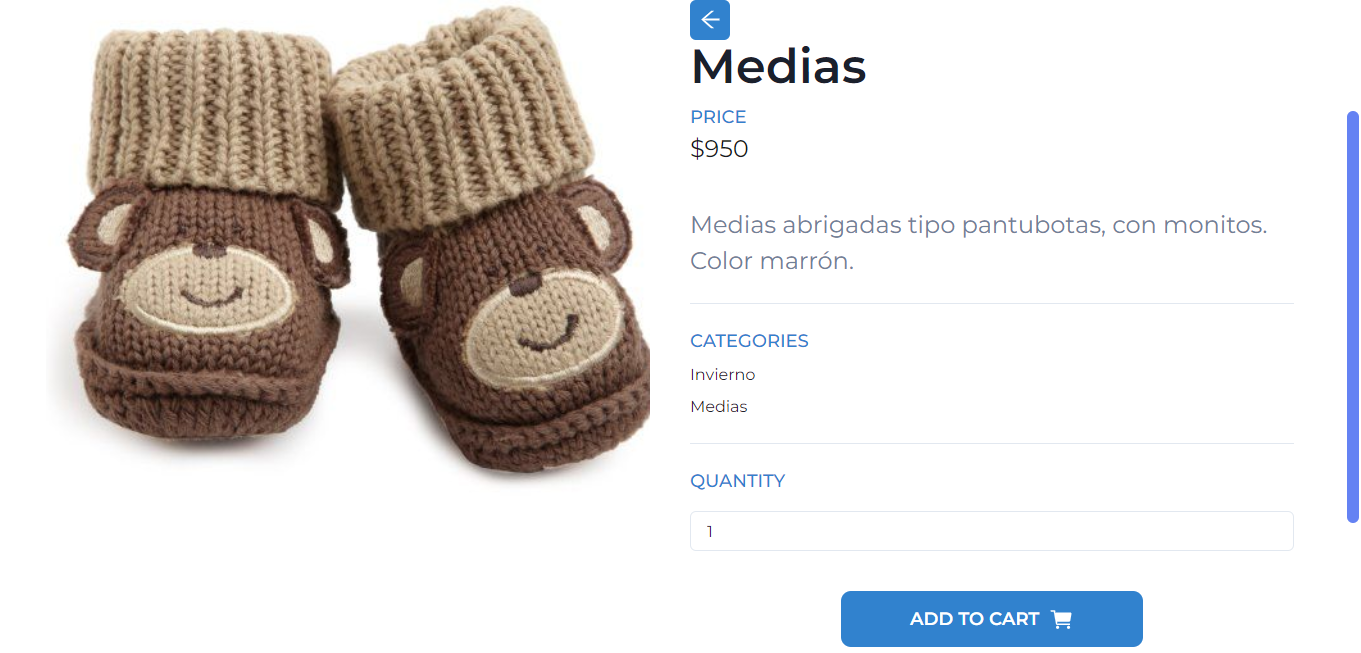 Medias
PRICE
$950
Medias abrigadas tipo pantubotas, con monitos.
Color marrón.
CATEGORIES
Invierno
Medias
QUANTITY
1
ADD TO CART